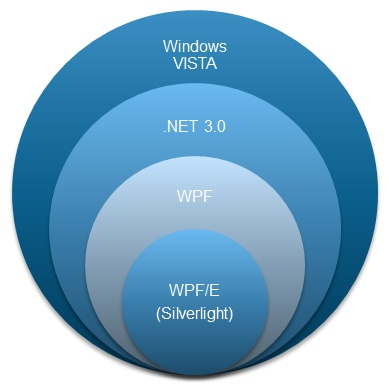 Windows
VISTA
.NET 3.0
WPF
WPF/E
(Silverlight)